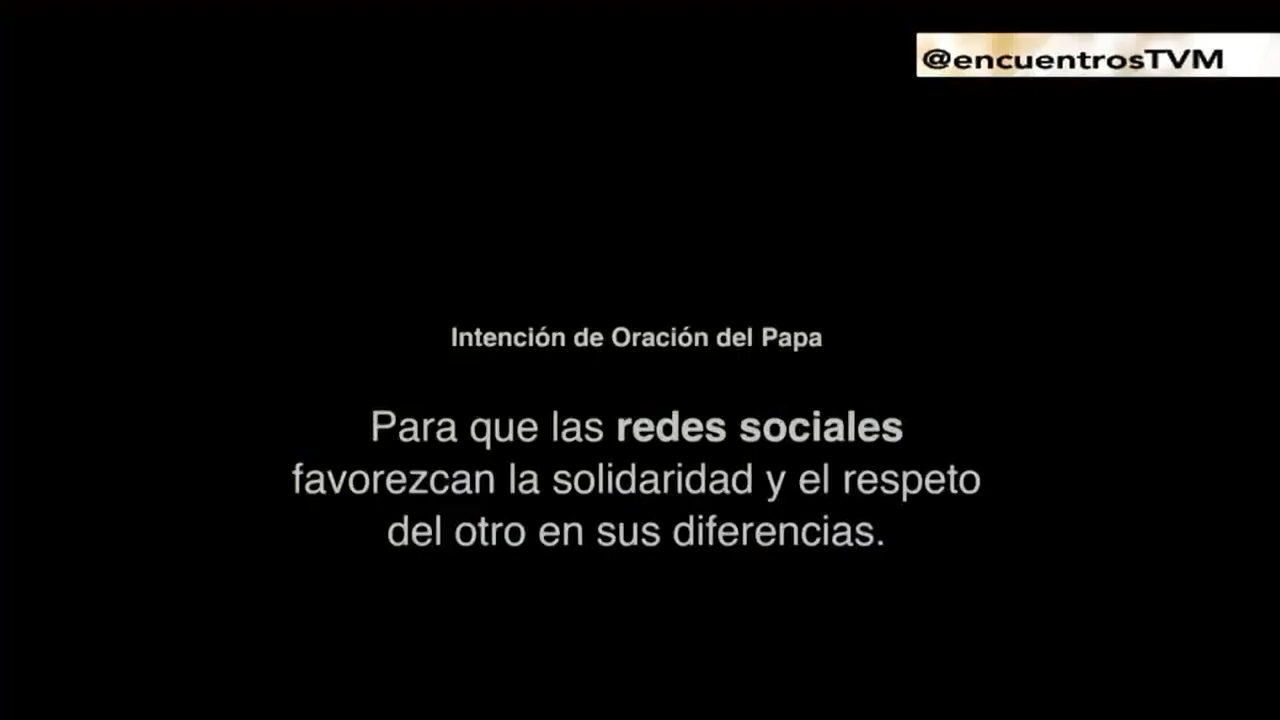 @encuentrosTVM
Intención de Oración del Papa
Para que las redes sociales
favorezcan la solidaridad y el respeto
del otro en sus diferencias.